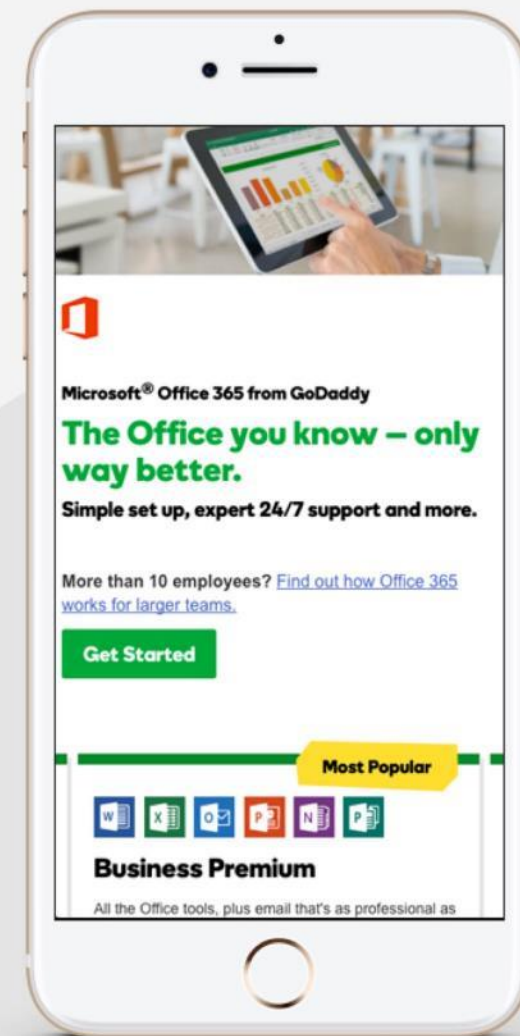 Microsoft® Office 365 from GoDaddy
The Office you know – only
way better.
Simple set up, expert 24/7 support and more.
More than 10 employees? Find out how Office 365
works for larger teams.
Get Started
Most Popular
W X O P N P
Business Premium
All the Office tools, plus email that's as professional as